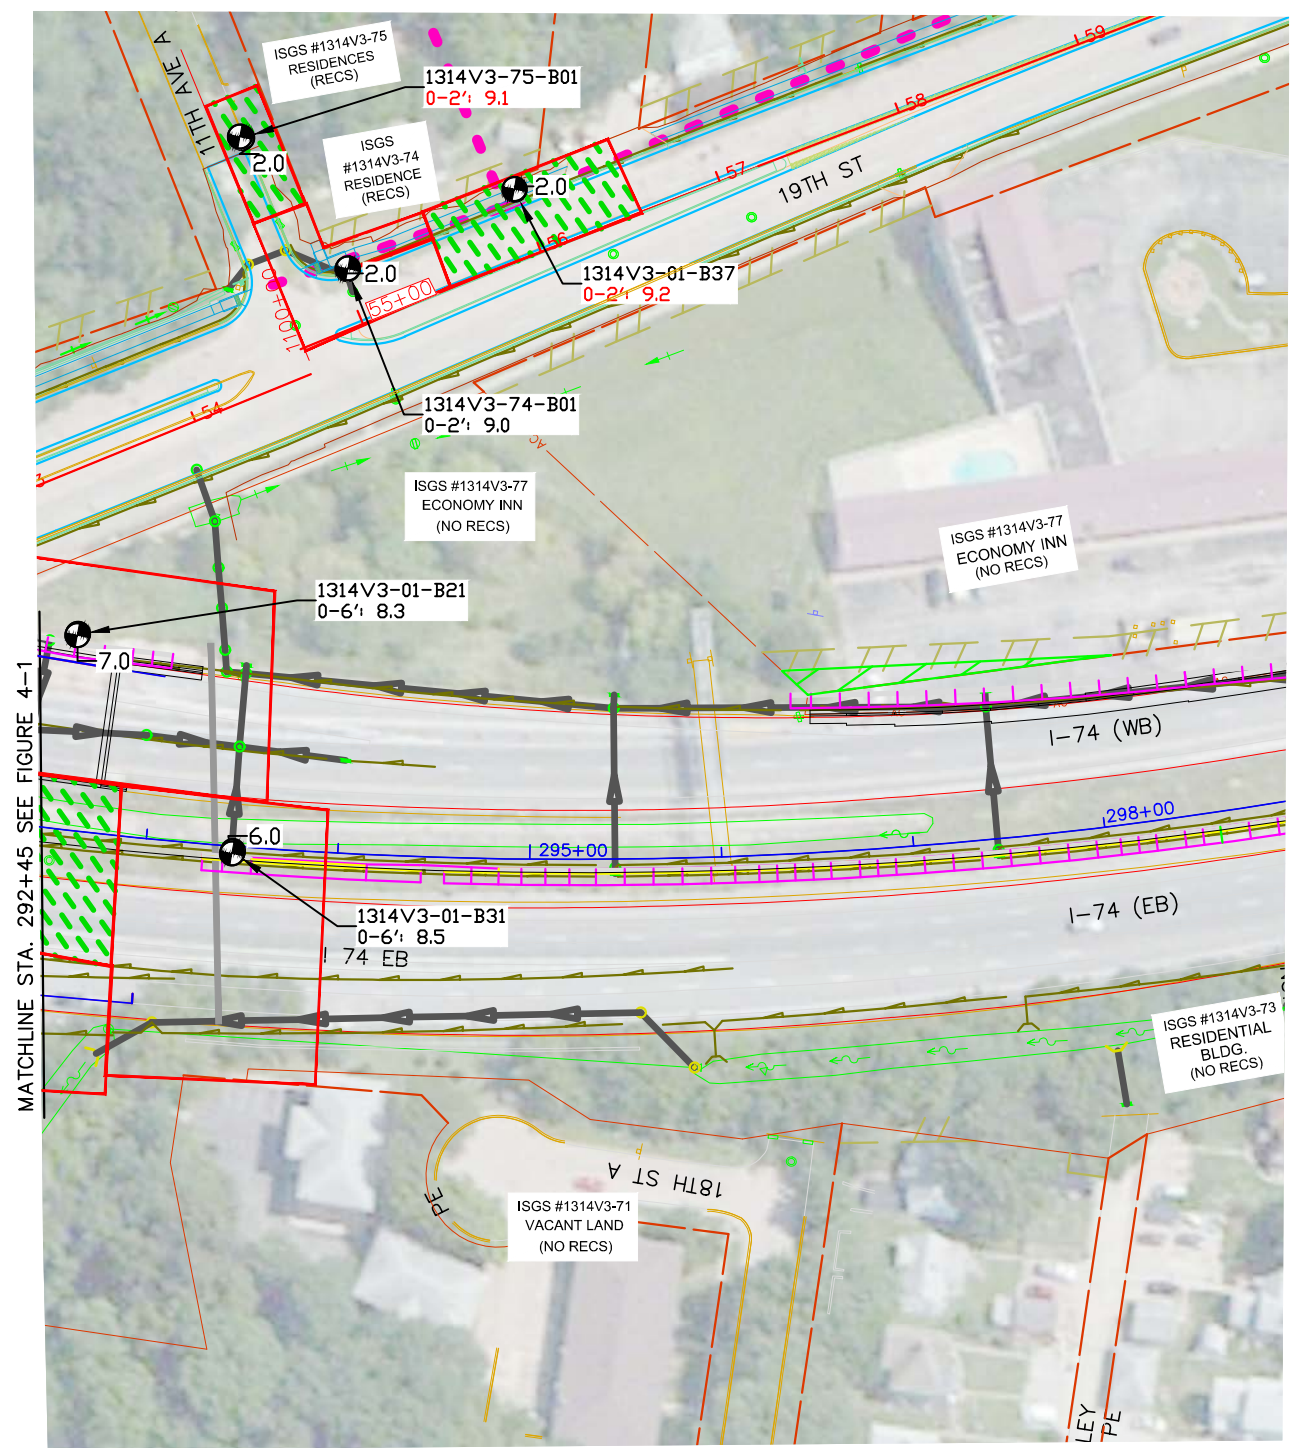 ISGS #1314V3-75
RESIDENCES
(RECS)
11TH AVE A
1314V3-75-B01
0-2': 9.1
2.0
ISGS
#1314V3-74
RESIDENCE
(RECS)
59
58
57
56
19TH ST
2.0
1314V3-01-B37
0-2': 9.2
2.0
55+00
1100+00
54
1314V3-74-B01
0-2': 9.0
AC
ISGS #1314V3-77
ECONOMY INN
(NO RECS)
ISGS #1314V3-77
ECONOMY INN
(NO RECS)
1314V3-01-B21
0-6': 8.3
7.0
MATCHLINE STA. 292+45 SEE FIGURE 4-1
I-74 (WB)
298+00
295+00
6.0
1314V3-01-B31
0-6': 8.5
I-74 (EB)
74 EB
ISGS #1314V3-73
RESIDENTIAL
BLDG.
(NO RECS)
18TH ST A
PE
ISGS #1314V3-71
VACANT LAND
(NO RECS)
LEY
PE